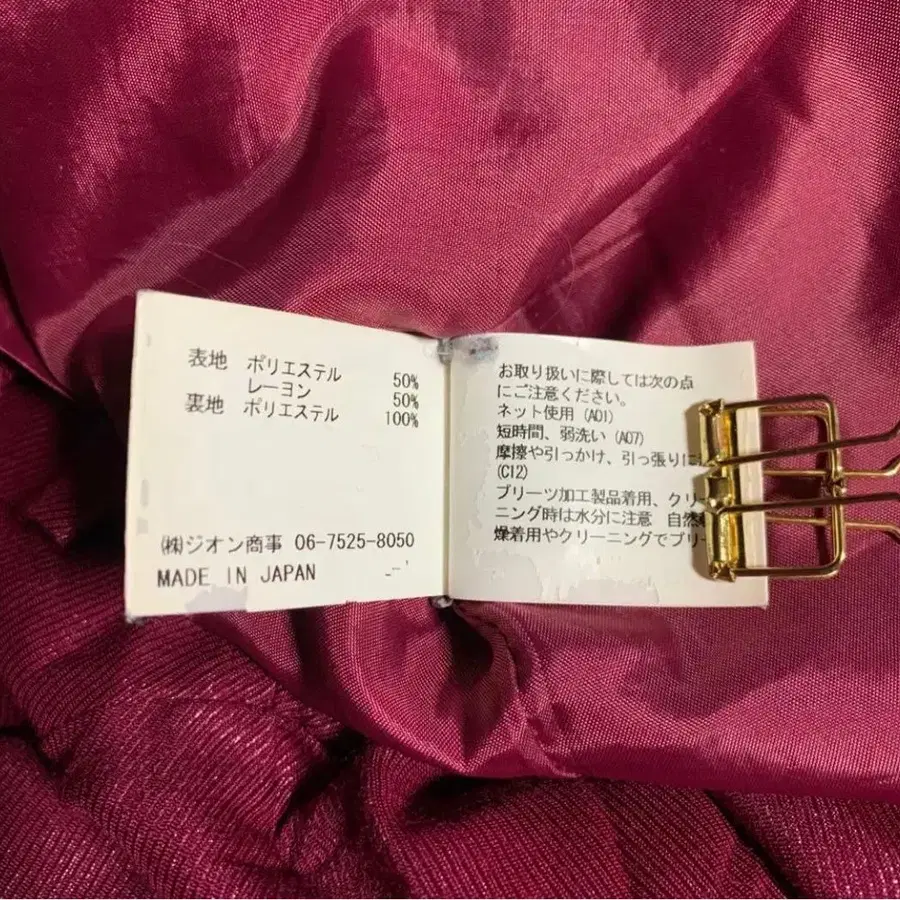 表地 ポリエステル 50%
レーヨン 50%
裏地 ポリエステル 100%
㈱ジオン商事 06-7525-8050
MADE IN JAPAN
お取り扱いに際しては次の点
にご注意ください。
ネット使用(A01)
短時間、弱洗い(A07)
摩擦や引っかけ、引っ張りに
(C12)
プリーツ加工製品着用、クリー
ニング時は水分に注意 自然
燥着用やクリーニングでプリー